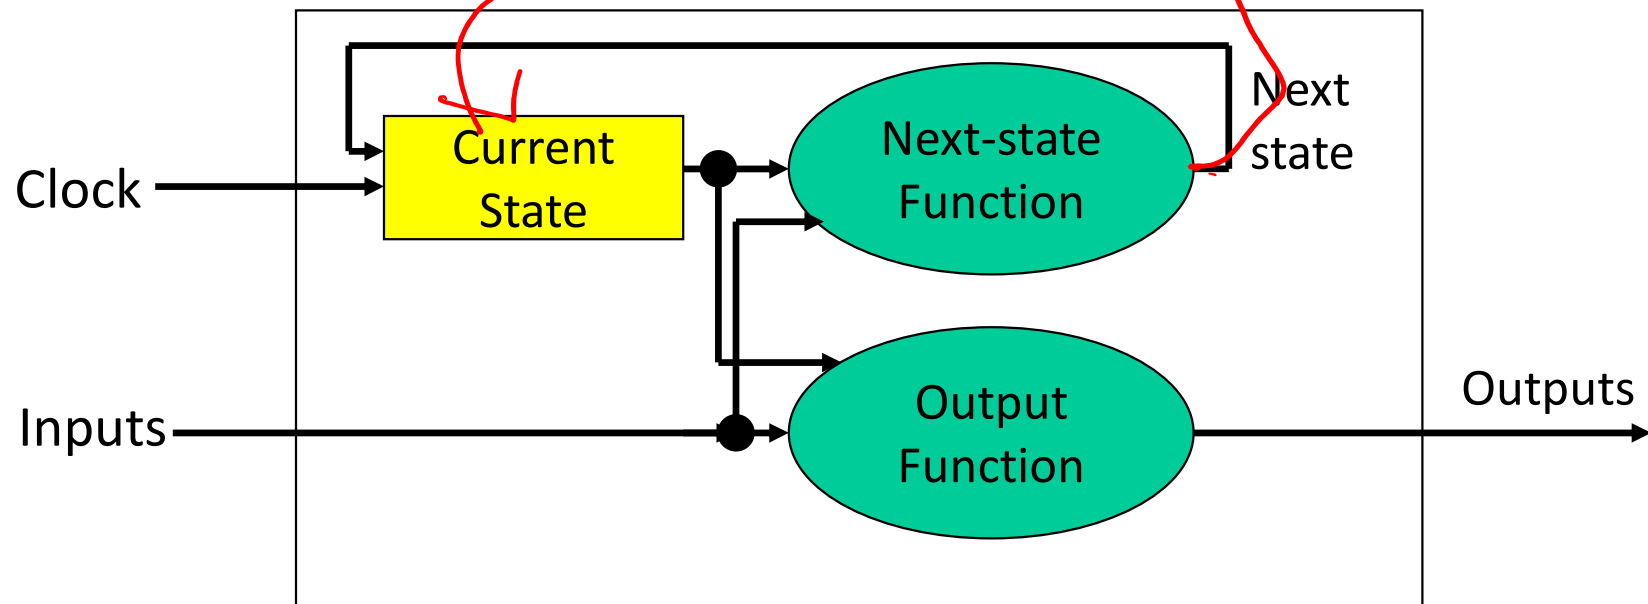 Next
state
Current
State
Next-state
Function
Clock
Output
Function
Inputs
Outputs